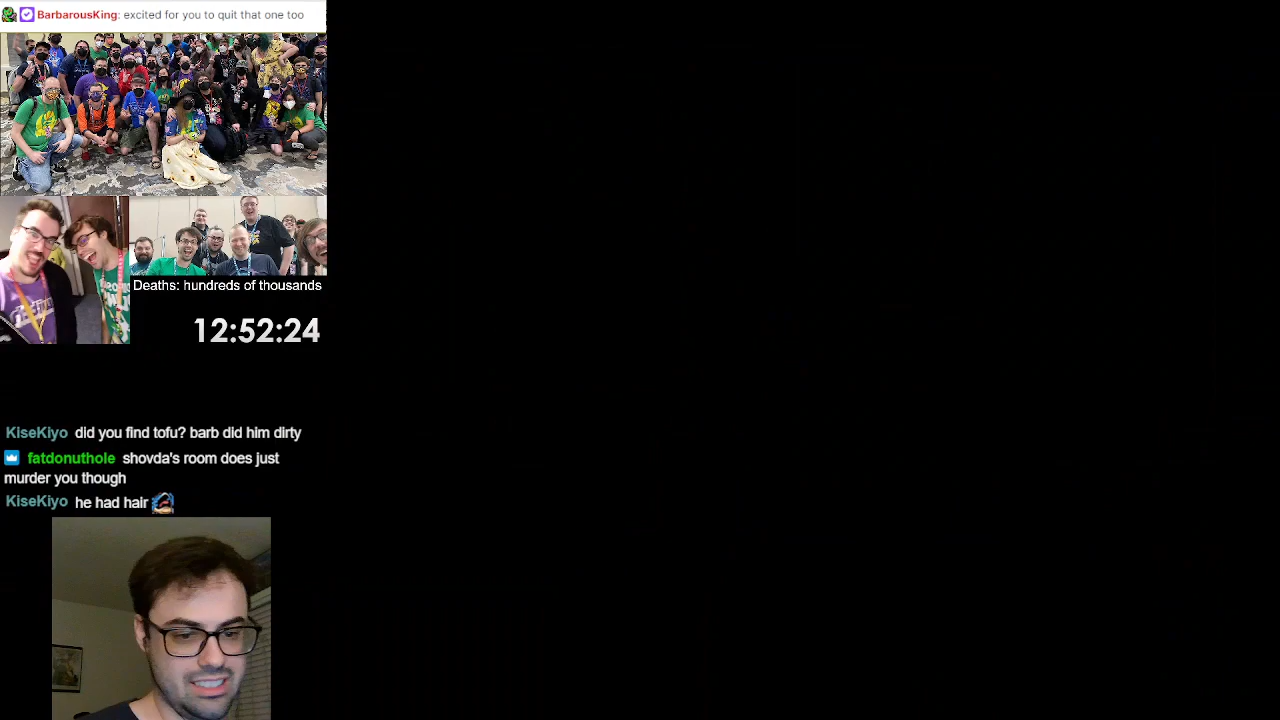 BarbarousKing: excited for you to quit that one too
Deaths: hundreds of thousands
12:52:24
KiseKiyo did you find tofu? barb did him dirty
fatdonuthole shovda's room does just
murder you though
KiseKiyo he had hair